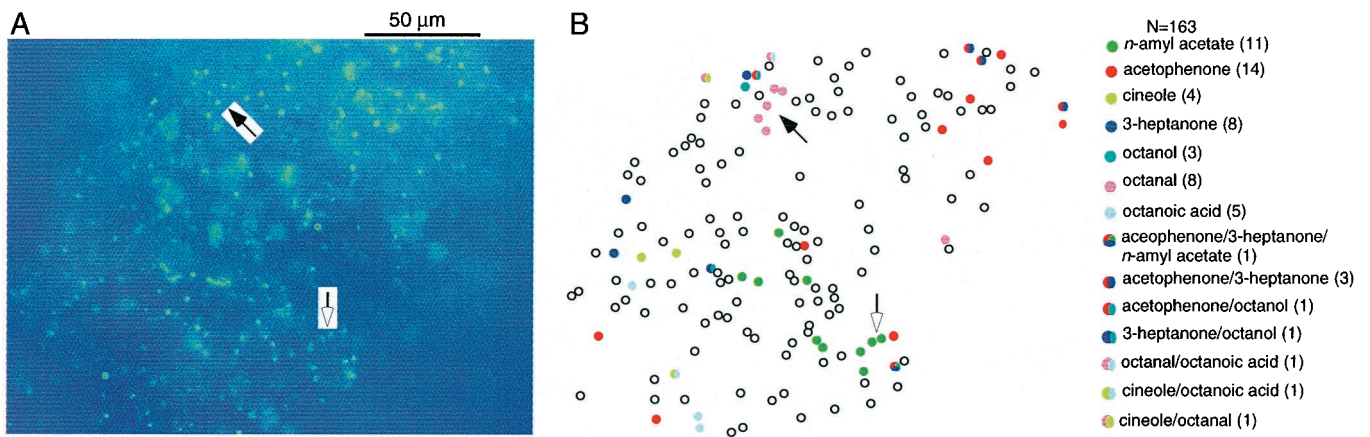 A
50 μm
B
N=163
n-amyl acetate (11)
acetophenone (14)
cineole (4)
3-heptanone (8)
octanol (3)
octanal (8)
octanoic acid (5)
aceophenone/3-heptanone/
n-amyl acetate (1)
acetophenone/3-heptanone (3)
acetophenone/octanol (1)
3-heptanone/octanol (1)
octanal/octanoic acid (1)
cineole/octanoic acid (1)
cineole/octanal (1)